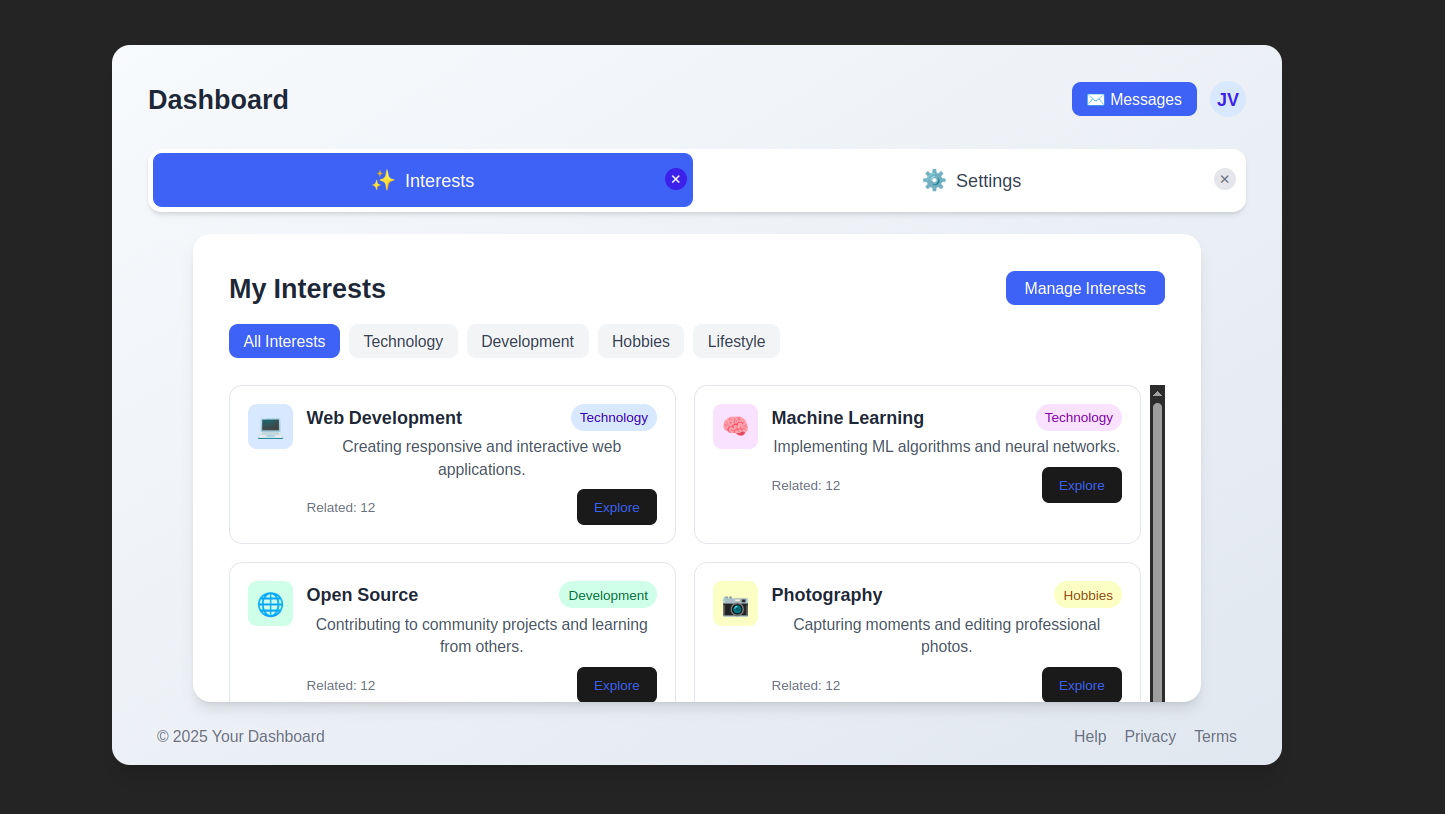 Dashboard
✉️ Messages
JV
✨ Interests
✕
⚙️ Settings
✕
My Interests
Manage Interests
All Interests
Technology
Development
Hobbies
Lifestyle
Web Development
Technology
Creating responsive and interactive web
applications.
Related: 12
Explore
Machine Learning
Technology
Implementing ML algorithms and neural networks.
Related: 12
Explore
Open Source
Development
Contributing to community projects and learning
from others.
Related: 12
Explore
Photography
Hobbies
Capturing moments and editing professional
photos.
Related: 12
Explore
© 2025 Your Dashboard
Help
Privacy
Terms